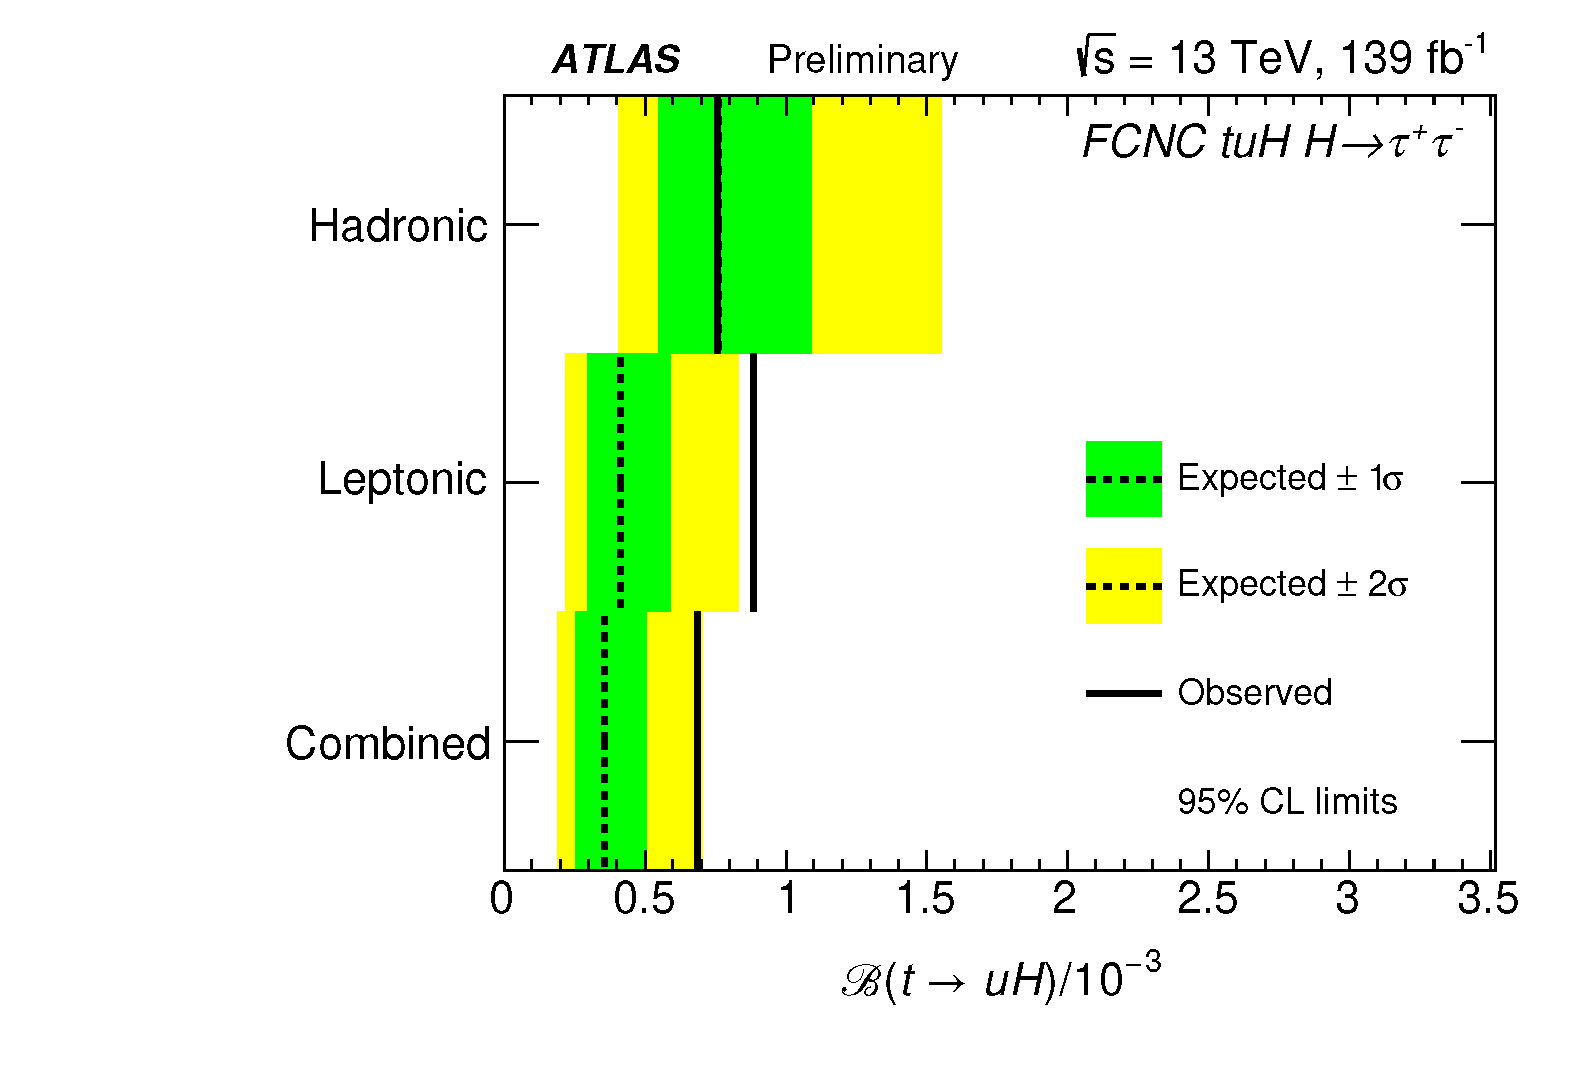 ATLAS Preliminary √s = 13 TeV, 139 fb⁻¹
FCNC tuH H→τ⁺τ⁻
Hadronic
Leptonic
Combined
Expected ± 1σ
Expected ± 2σ
Observed
95% CL limits
0 0.5 1 1.5 2 2.5 3 3.5
ℬ(t → uH)/10⁻³